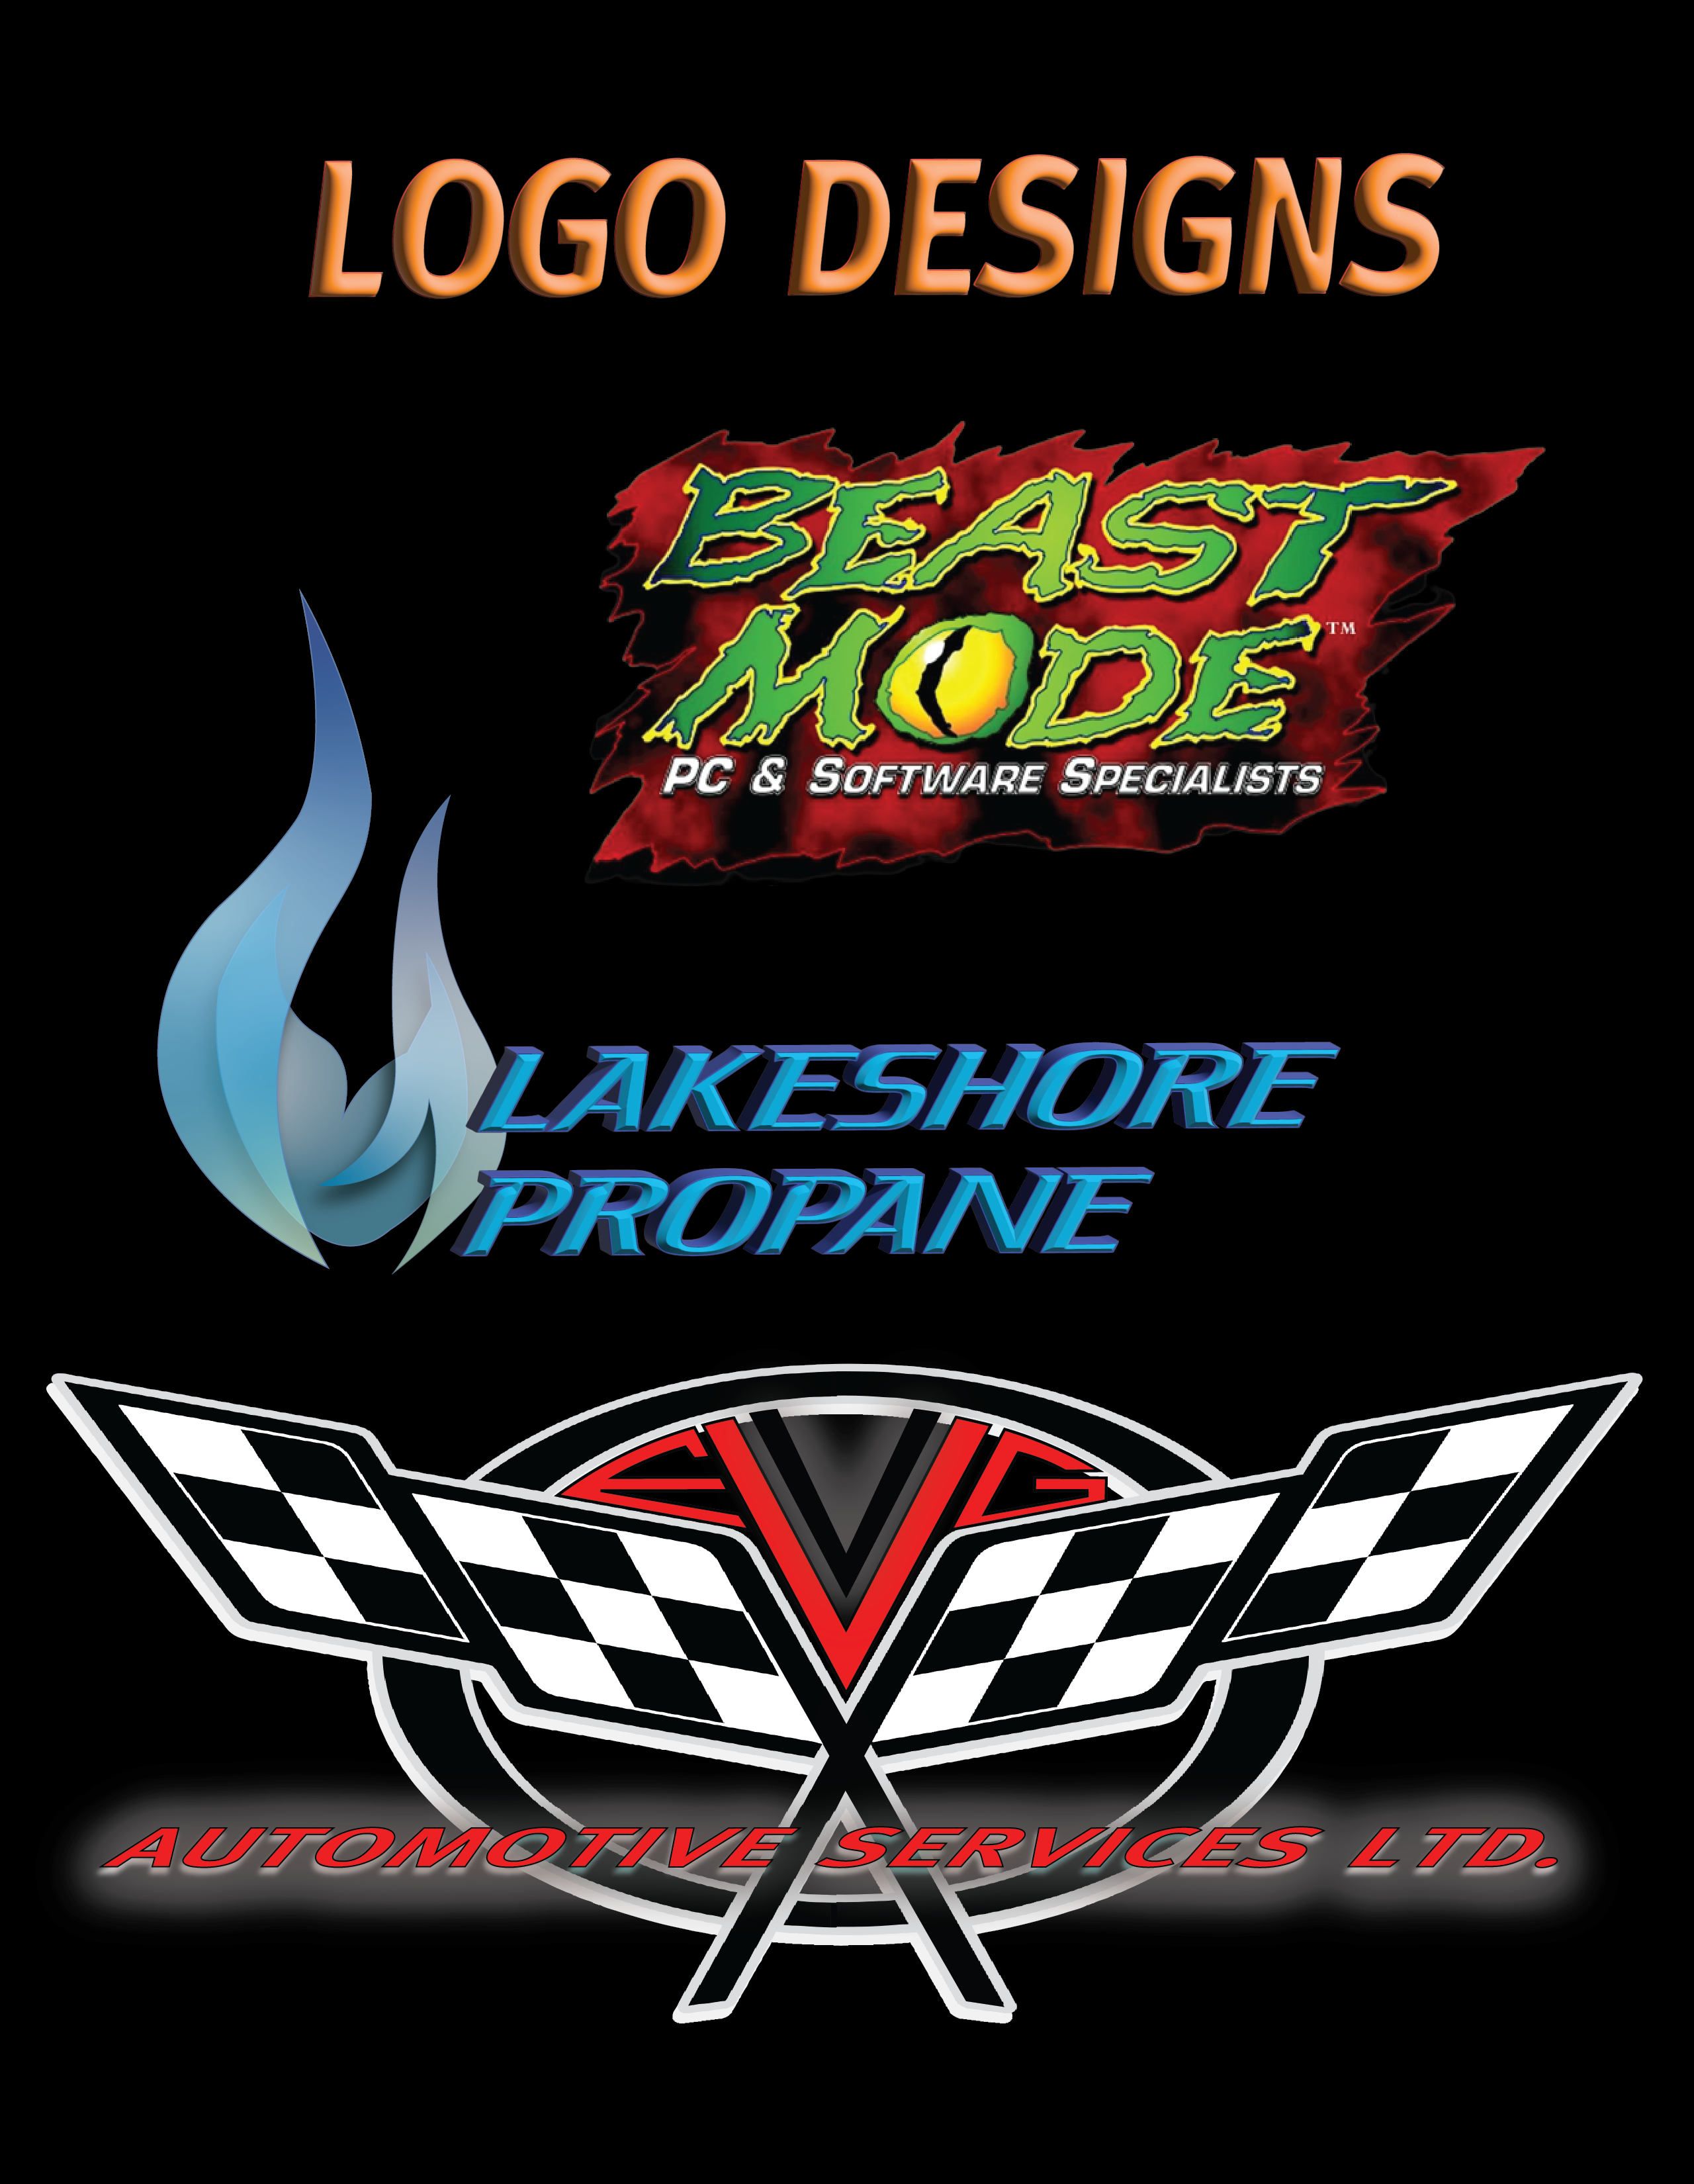 LOGO DESIGNS
BEAST
MODE™
PC & SOFTWARE SPECIALISTS
LAKESHORE
PROPANE
EVG
AUTOMOTIVE SERVICES LTD.